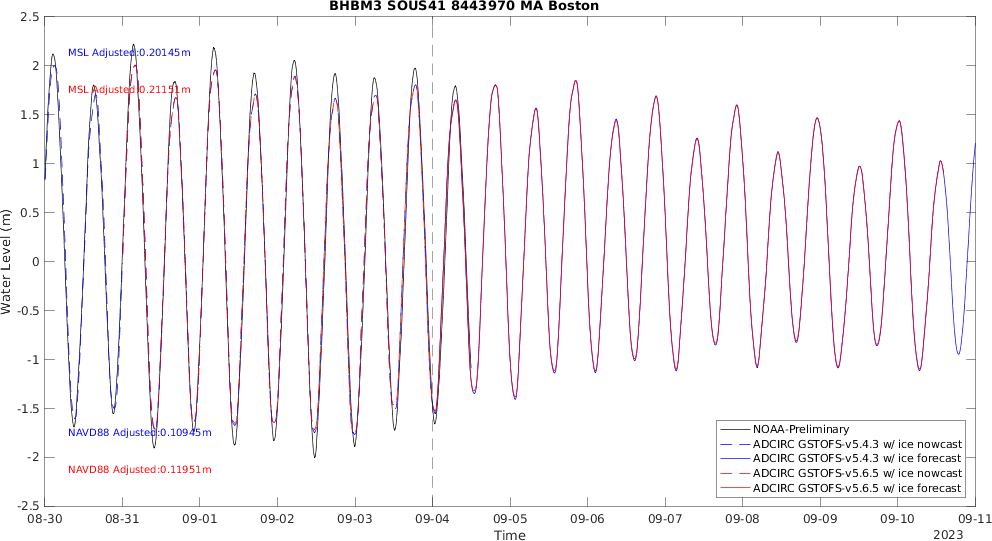 BHBM3 SOUS41 8443970 MA Boston
2.5
2
1.5
1
0.5
0
-0.5
-1
-1.5
-2
-2.5
Water Level (m)
MSL Adjusted:0.20145m
MSL Adjusted:0.21151m
NAVD88 Adjusted:0.10945m
NAVD88 Adjusted:0.11951m
NOAA-Preliminary
ADCIRC GSTOFS-v5.4.3 w/ ice nowcast
ADCIRC GSTOFS-v5.4.3 w/ ice forecast
ADCIRC GSTOFS-v5.6.5 w/ ice nowcast
ADCIRC GSTOFS-v5.6.5 w/ ice forecast
08-30 08-31 09-01 09-02 09-03 09-04 09-05 09-06 09-07 09-08 09-09 09-10 09-11
Time
2023